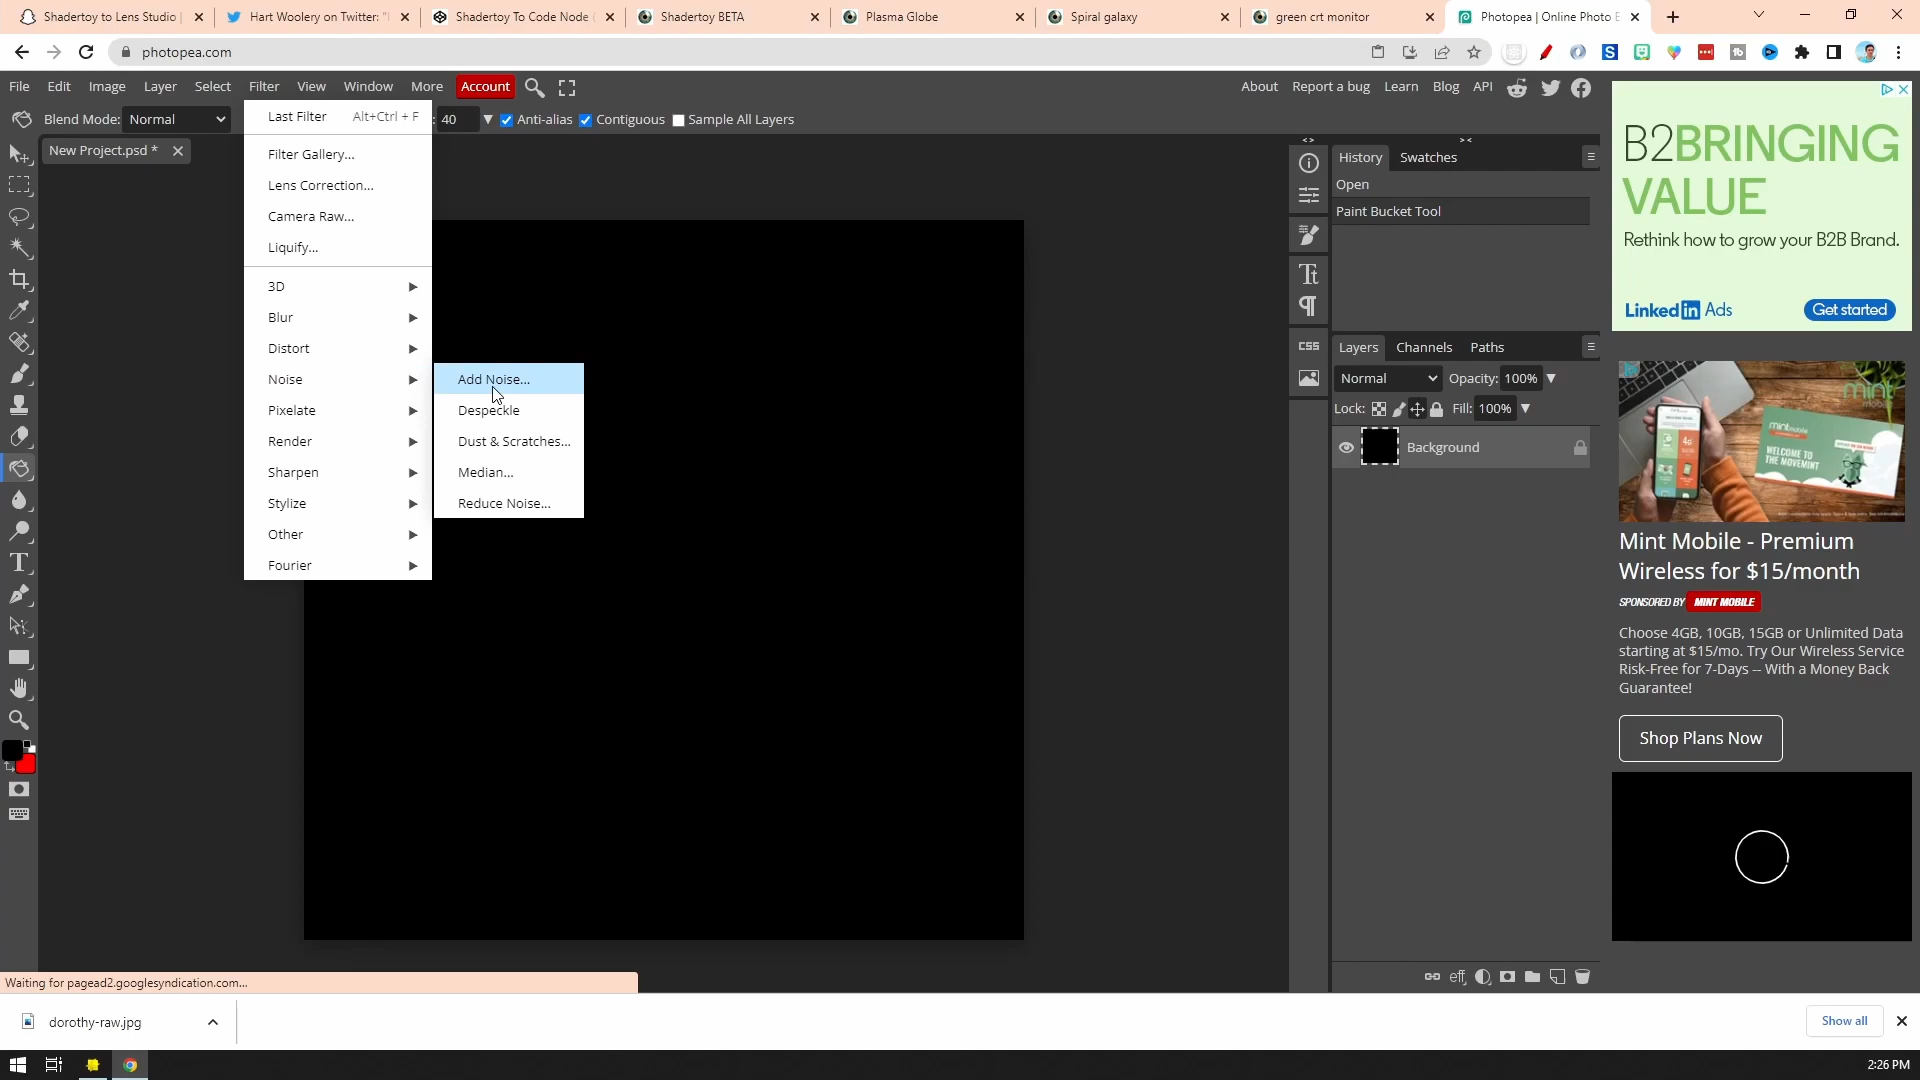 Shadertoy to Lens Studio |
Hart Woolery on Twitter: "
Shadertoy To Code Node (
Shadertoy BETA
Plasma Globe
Spiral galaxy
green crt monitor
Photopea | Online Photo E
photopea.com
File Edit Image Layer Select Filter View Window More Account
About Report a bug Learn Blog API
Blend Mode: Normal
: 40 Anti-alias Contiguous Sample All Layers
New Project.psd *
Last Filter Alt+Ctrl + F
Filter Gallery...
Lens Correction...
Camera Raw...
Liquify...
3D
Blur
Distort
Noise
Pixelate
Render
Sharpen
Stylize
Other
Fourier
Add Noise...
Despeckle
Dust & Scratches...
Median...
Reduce Noise...
CSS
History Swatches
Open
Paint Bucket Tool
Layers Channels Paths
Normal Opacity: 100%
Lock: Fill: 100%
Background
eff
B2BRINGING
VALUE
Rethink how to grow your B2B Brand.
Linked in Ads
Get started
mint
WELCOME TO
THE MOVEMINT
Mint Mobile - Premium
Wireless for $15/month
SPONSORED BY MINT MOBILE
Choose 4GB, 10GB, 15GB or Unlimited Data
starting at $15/mo. Try Our Wireless Service
Risk-Free for 7-Days -- With a Money Back
Guarantee!
Shop Plans Now
Waiting for pagead2.googlesyndication.com...
dorothy-raw.jpg
Show all
2:26 PM